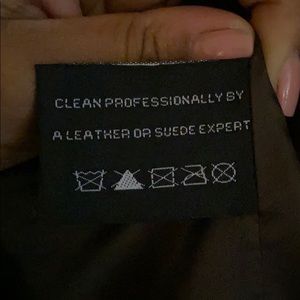 CLEAN PROFESSIONALLY BY
A LEATHER OR SUEDE EXPERT